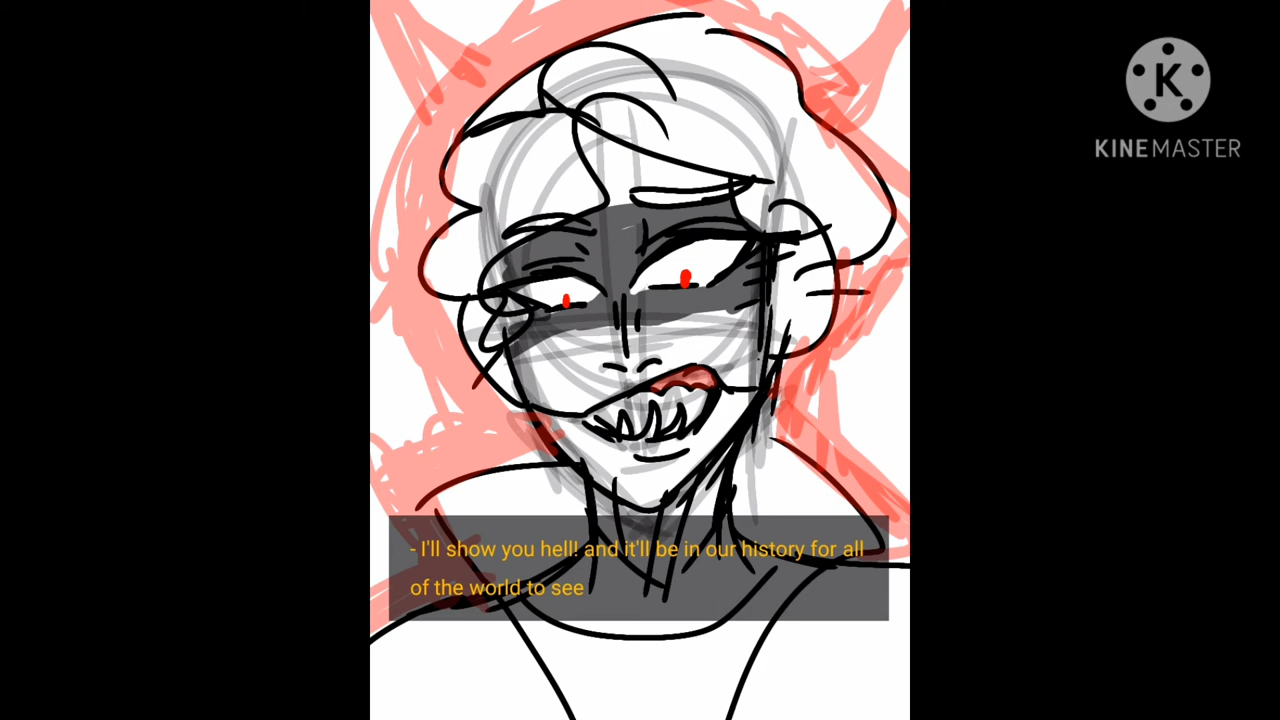 KINEMASTER
- I'll show you hell! and it'll be in our history for all
of the world to see